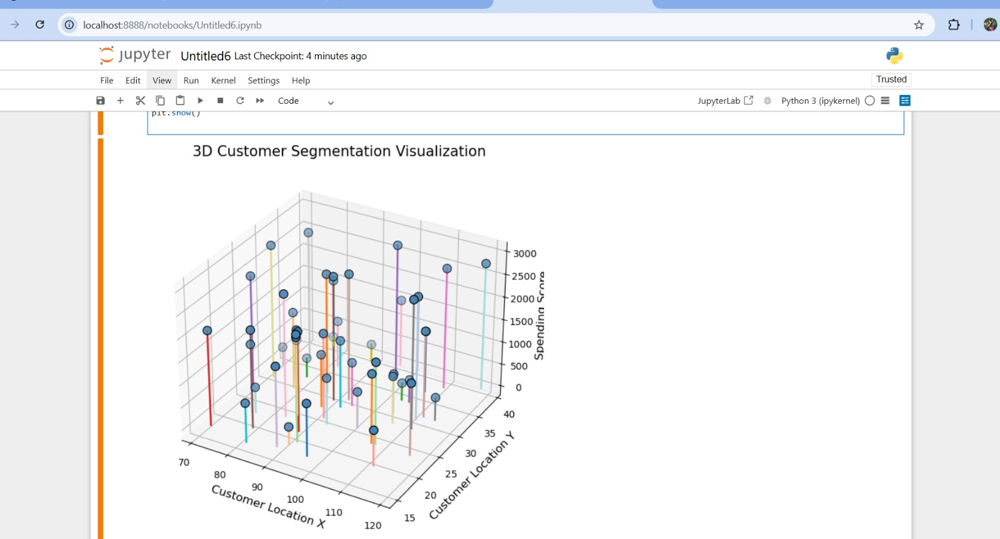 localhost:8888/notebooks/Untitled6.ipynb
jupyter Untitled6 Last Checkpoint: 4 minutes ago
File Edit View Run Kernel Settings Help Trusted
Code JupyterLab Python 3 (ipykernel)
plt.show()
3D Customer Segmentation Visualization
3000
2500
2000
1500
1000
500
0
Spending Score
40
35
30
25
20
15
Customer Location Y
70
80
90
100
110
120
Customer Location X